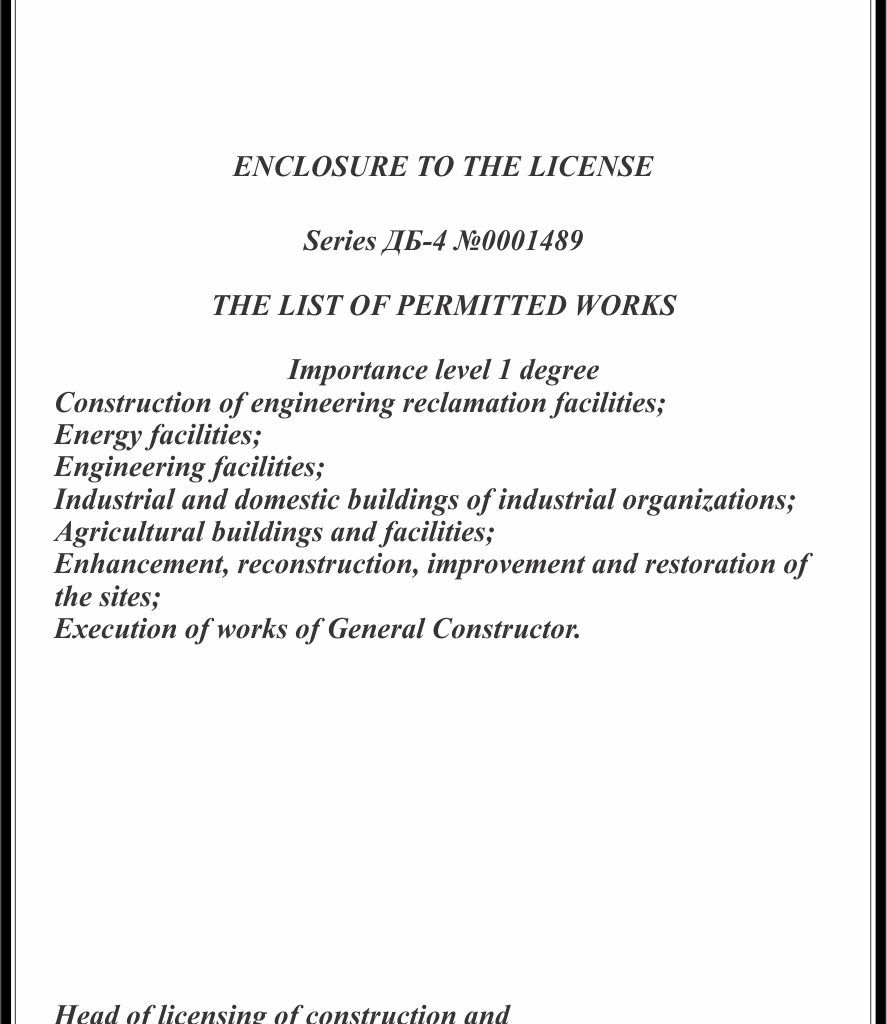 ENCLOSURE TO THE LICENSE
Series ДБ-4 №0001489
THE LIST OF PERMITTED WORKS
Importance level 1 degree
Construction of engineering reclamation facilities;
Energy facilities;
Engineering facilities;
Industrial and domestic buildings of industrial organizations;
Agricultural buildings and facilities;
Enhancement, reconstruction, improvement and restoration of
the sites;
Execution of works of General Constructor.
Head of licensing of construction and